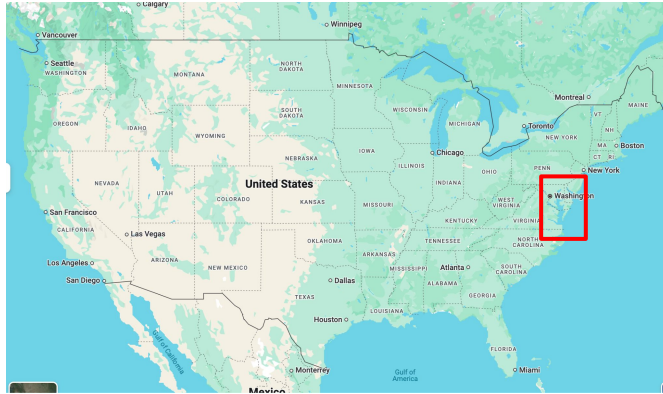 Calgary
Vancouver
Winnipeg
Seattle
WASHINGTON
MONTANA
NORTH
DAKOTA
MINNESOTA
Montreal
MAINE
OREGON
IDAHO
WYOMING
SOUTH
DAKOTA
WISCONSIN
MICHIGAN
Toronto
VT
NH
NEW YORK
MA
Boston
CT
RI
IOWA
Chicago
NEBRASKA
ILLINOIS
INDIANA
OHIO
PENN
New York
NEVADA
UTAH
COLORADO
United States
KANSAS
MISSOURI
WEST
VIRGINIA
Washington
San Francisco
CALIFORNIA
Las Vegas
KENTUCKY
VIRGINIA
Los Angeles
ARIZONA
NEW MEXICO
OKLAHOMA
ARKANSAS
TENNESSEE
NORTH
CAROLINA
San Diego
Dallas
MISSISSIPPI
Atlanta
SOUTH
CAROLINA
ALABAMA
TEXAS
GEORGIA
LOUISIANA
Houston
Gulf of
California
FLORIDA
Monterrey
Gulf of
America
Miami
Mexico